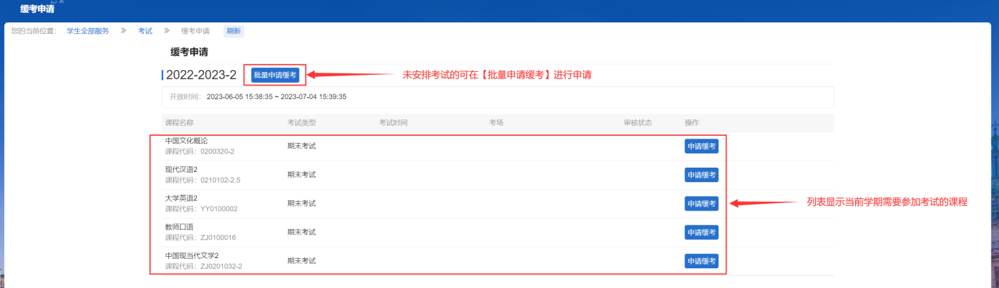 缓考申请
您的当前位置： 学生全部服务 » 考试 » 缓考申请 刷新
缓考申请
2022-2023-2 批量申请缓考 未安排考试的可在【批量申请缓考】进行申请
开放时间： 2023-06-05 15:38:35 ~ 2023-07-04 15:39:35
课程名称 考试类型 考试时间 考场 审核状态 操作
中国文化概论
课程代码：0200320-2
期末考试 申请缓考
现代汉语2
课程代码：0210102-2.5
期末考试 申请缓考
大学英语2
课程代码：YY0100002
期末考试 申请缓考
列表显示当前学期需要参加考试的课程
教师口语
课程代码：ZJ0100016
期末考试 申请缓考
中国现当代文学2
课程代码：ZJ0201032-2
期末考试 申请缓考